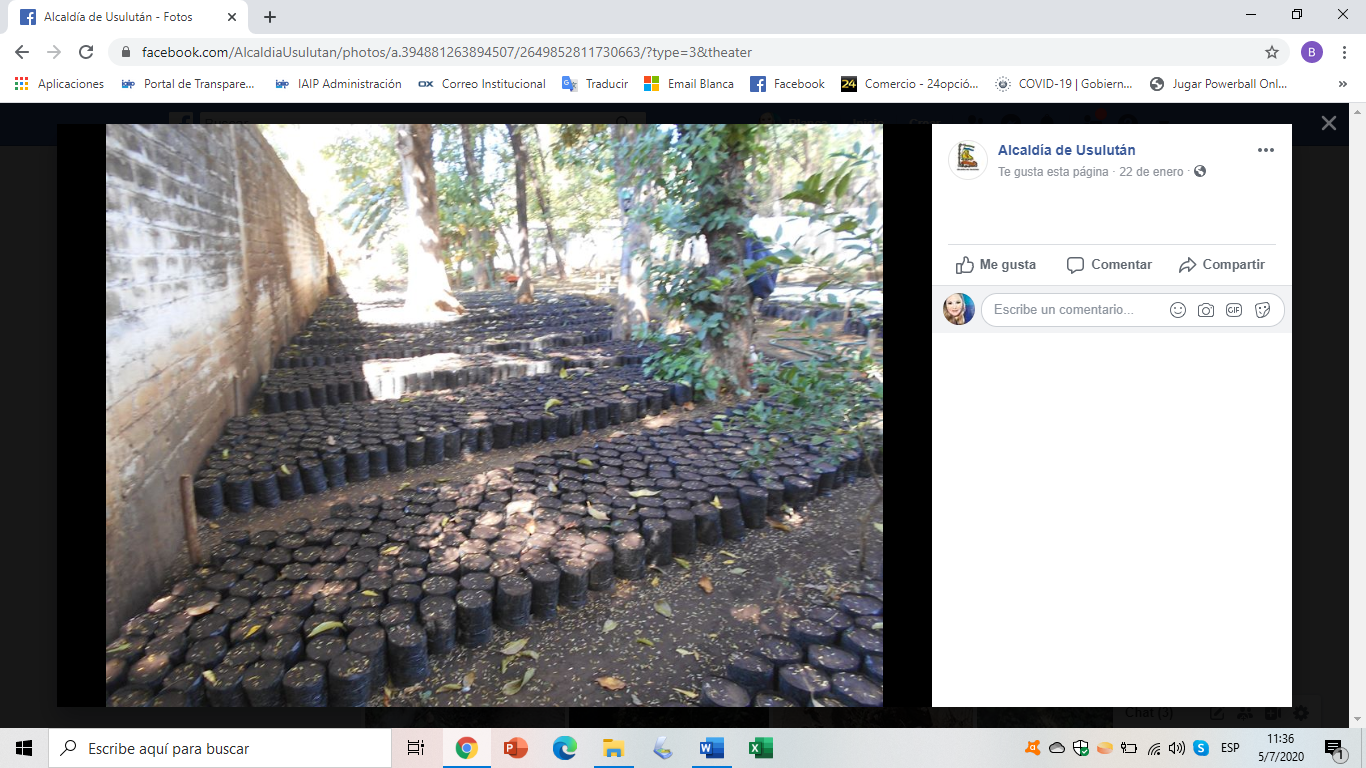 Alcaldía de Usulután - Fotos
facebook.com/AlcaldiaUsulutan/photos/a.394881263894507/2649852811730663/?type=3&theater
B
Aplicaciones
Portal de Transpare...
IAIP Administración
Correo Institucional
Traducir
Email Blanca
Facebook
24
Comercio - 24opció...
COVID-19 | Gobiern...
Jugar Powerball Onl...
»
Alcaldía de Usulután
Te gusta esta página · 22 de enero ·
Me gusta
Comentar
Compartir
Escribe un comentario...
GIF
Chat (3)
Escribe aquí para buscar
ESP
11:36
5/7/2020
1